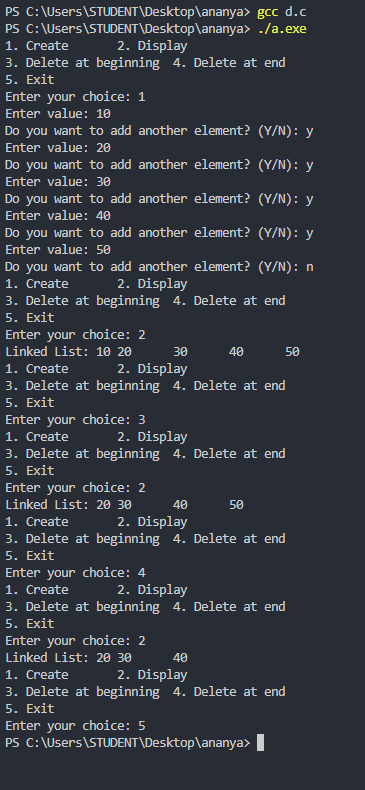 PS C:\Users\STUDENT\Desktop\ananya> gcc d.c
PS C:\Users\STUDENT\Desktop\ananya> ./a.exe
1. Create       2. Display
3. Delete at beginning  4. Delete at end
5. Exit
Enter your choice: 1
Enter value: 10
Do you want to add another element? (Y/N): y
Enter value: 20
Do you want to add another element? (Y/N): y
Enter value: 30
Do you want to add another element? (Y/N): y
Enter value: 40
Do you want to add another element? (Y/N): y
Enter value: 50
Do you want to add another element? (Y/N): n
1. Create       2. Display
3. Delete at beginning  4. Delete at end
5. Exit
Enter your choice: 2
Linked List: 10 20      30      40      50
1. Create       2. Display
3. Delete at beginning  4. Delete at end
5. Exit
Enter your choice: 3
1. Create       2. Display
3. Delete at beginning  4. Delete at end
5. Exit
Enter your choice: 2
Linked List: 20 30      40      50
1. Create       2. Display
3. Delete at beginning  4. Delete at end
5. Exit
Enter your choice: 4
1. Create       2. Display
3. Delete at beginning  4. Delete at end
5. Exit
Enter your choice: 2
Linked List: 20 30      40
1. Create       2. Display
3. Delete at beginning  4. Delete at end
5. Exit
Enter your choice: 5
PS C:\Users\STUDENT\Desktop\ananya>